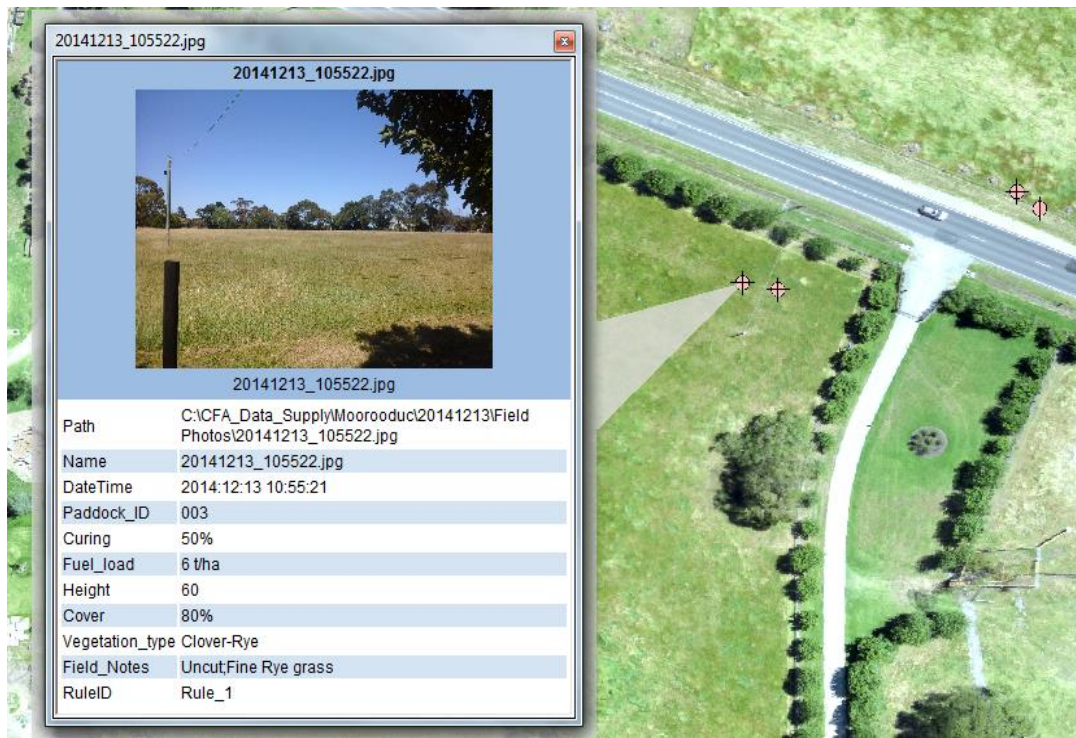 20141213_105522.jpg
20141213_105522.jpg
20141213_105522.jpg
Path C:\CFA_Data_Supply\Moorooduc\20141213\Field
Photos\20141213_105522.jpg
Name 20141213_105522.jpg
DateTime 2014:12:13 10:55:21
Paddock_ID 003
Curing 50%
Fuel_load 6 t/ha
Height 60
Cover 80%
Vegetation_type Clover-Rye
Field_Notes Uncut;Fine Rye grass
RuleID Rule_1